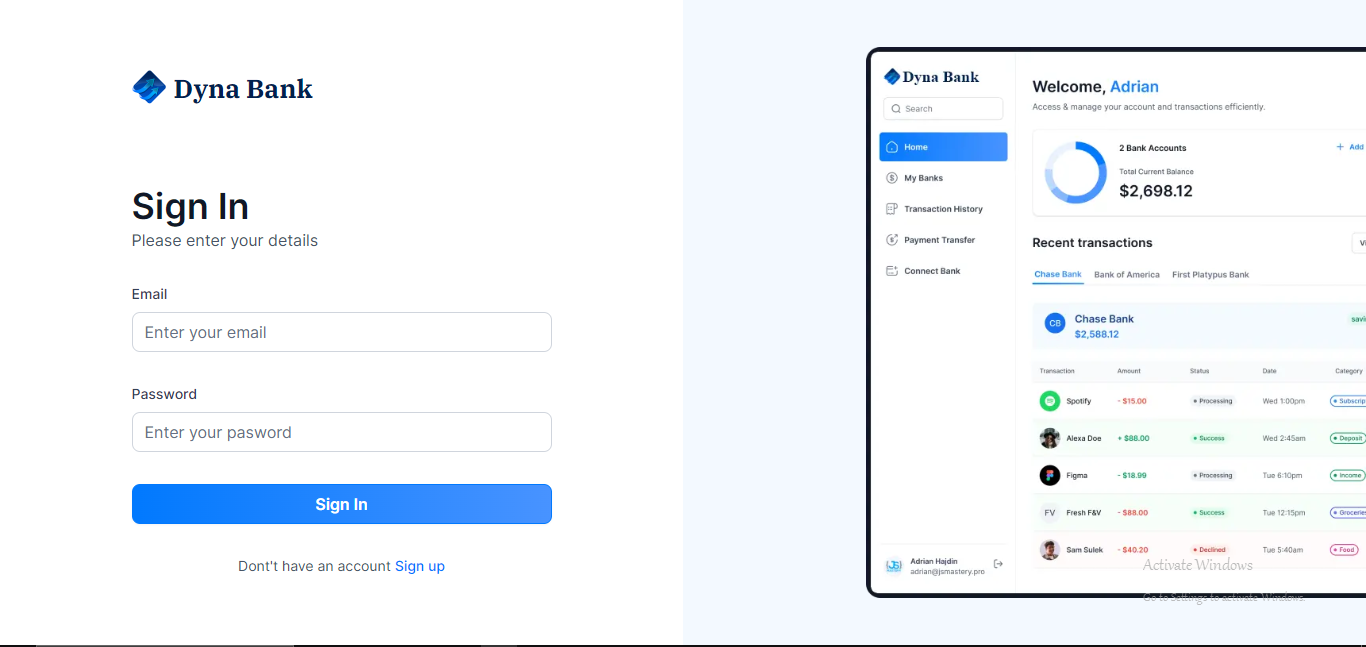 Dyna Bank
Sign In
Please enter your details
Email
Enter your email
Password
Enter your pasword
Sign In
Dont't have an account Sign up
Dyna Bank
Search
Home
My Banks
Transaction History
Payment Transfer
Connect Bank
Adrian Hajdin
adrian@jsmastery.pro
Welcome, Adrian
Access & manage your account and transactions efficiently.
2 Bank Accounts
+ Add
Total Current Balance
$2,698.12
Recent transactions
Vi
Chase Bank Bank of America First Platypus Bank
CB
Chase Bank
savi
$2,588.12
Transaction Amount Status Date Category
Spotify - $15.00 Processing Wed 1:00pm Subscrip
Alexa Doe + $88.00 Success Wed 2:45am Deposit
Figma - $18.99 Processing Tue 6:10pm Income
FV Fresh F&V - $88.00 Success Tue 12:15pm Groceries
Sam Sulek - $40.20 Declined Tue 5:40am Food
Activate Windows
Go to Settings to activate Windows.